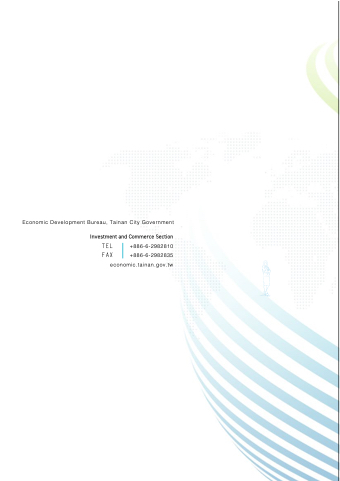 Economic Development Bureau, Tainan City Government
Investment and Commerce Section
TEL +886-6-2982810
FAX +886-6-2982835
economic.tainan.gov.tw